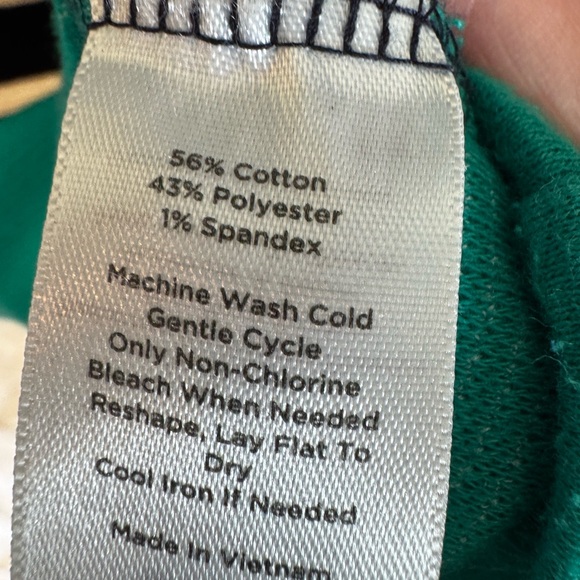 56% Cotton
43% Polyester
1% Spandex
Machine Wash Cold
Gentle Cycle
Only Non-Chlorine
Bleach When Needed
Reshape, Lay Flat To
Dry
Cool Iron If Needed
Made In Vietnam